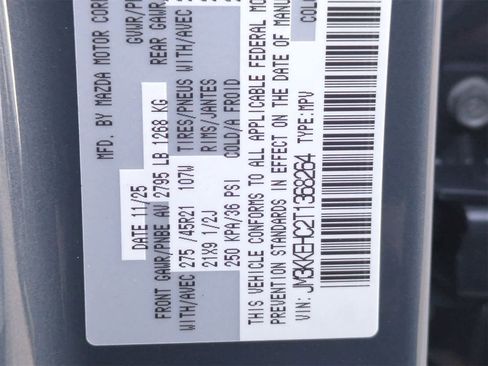 MFD. BY MAZDA MOTOR COR
DATE 11/25 GVWR/P
FRONT GAWR/PNBE AV 2795 LB 1268 KG REAR GAWR
WITH/AVEC 275 /45R21 107W TIRES/PNEUS WITH/AVEC
21X9 1/2J RIMS/JANTES
250 KPA/36 PSI COLD/A FROID COL
THIS VEHICLE CONFORMS TO ALL APPLICABLE FEDERAL MO
PREVENTION STANDARDS IN EFFECT ON THE DATE OF MANU
VIN: JM3KKEHC2T1368264 TYPE: MPV